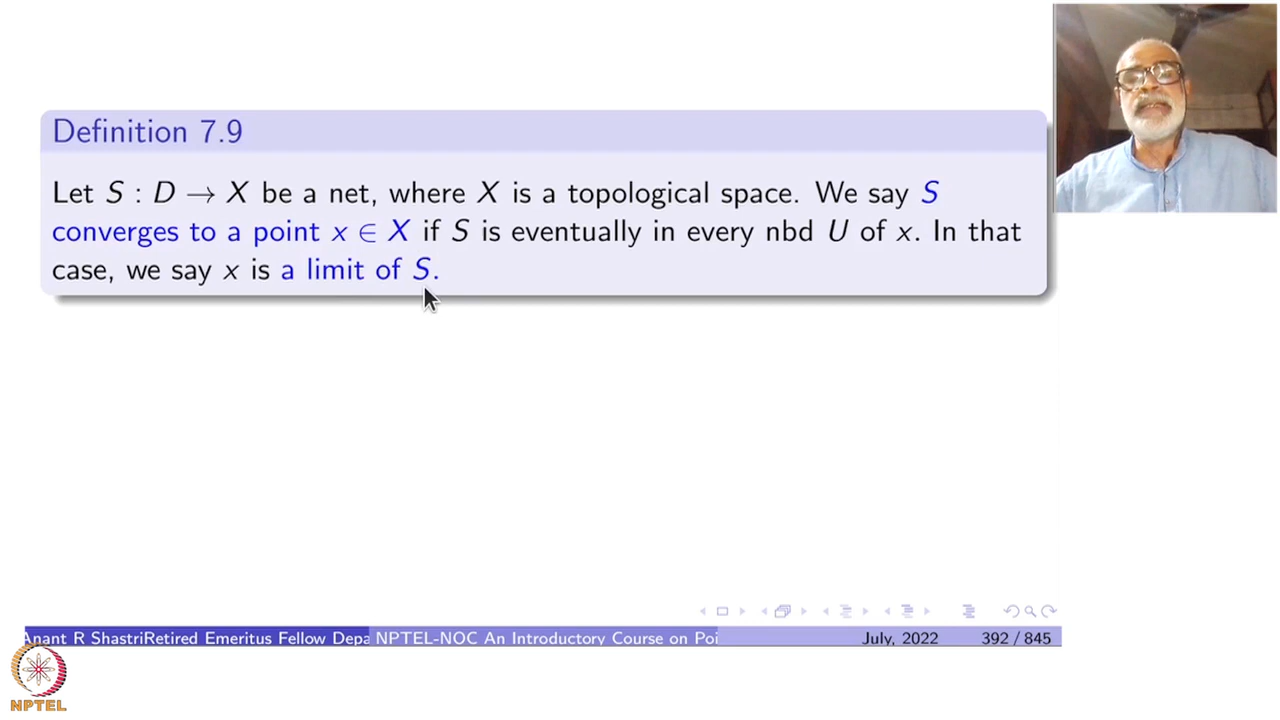 Definition 7.9
Let S : D → X be a net, where X is a topological space. We say S
converges to a point x ∈ X if S is eventually in every nbd U of x. In that
case, we say x is a limit of S.
Anant R ShastriRetired Emeritus Fellow Depa NPTEL-NOC An Introductory Course on Poi July, 2022 392 / 845
NPTEL